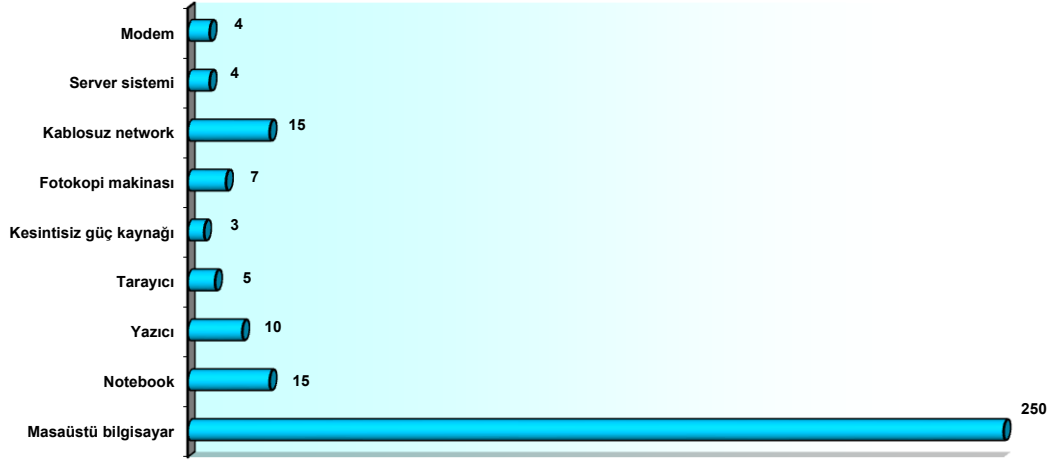 Modem 4
Server sistemi 4
Kablosuz network 15
Fotokopi makinası 7
Kesintisiz güç kaynağı 3
Tarayıcı 5
Yazıcı 10
Notebook 15
Masaüstü bilgisayar 250